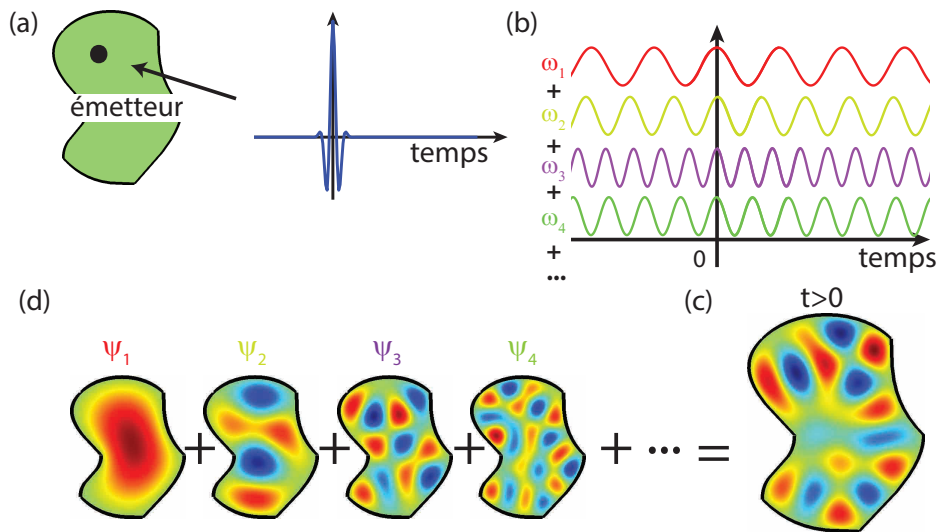 (a)
émetteur
temps
(b)
ω₁
+
ω₂
+
ω₃
+
ω₄
+
...
0
temps
(d)
ψ₁
ψ₂
ψ₃
ψ₄
+ + + + ... =
(c)
t>0